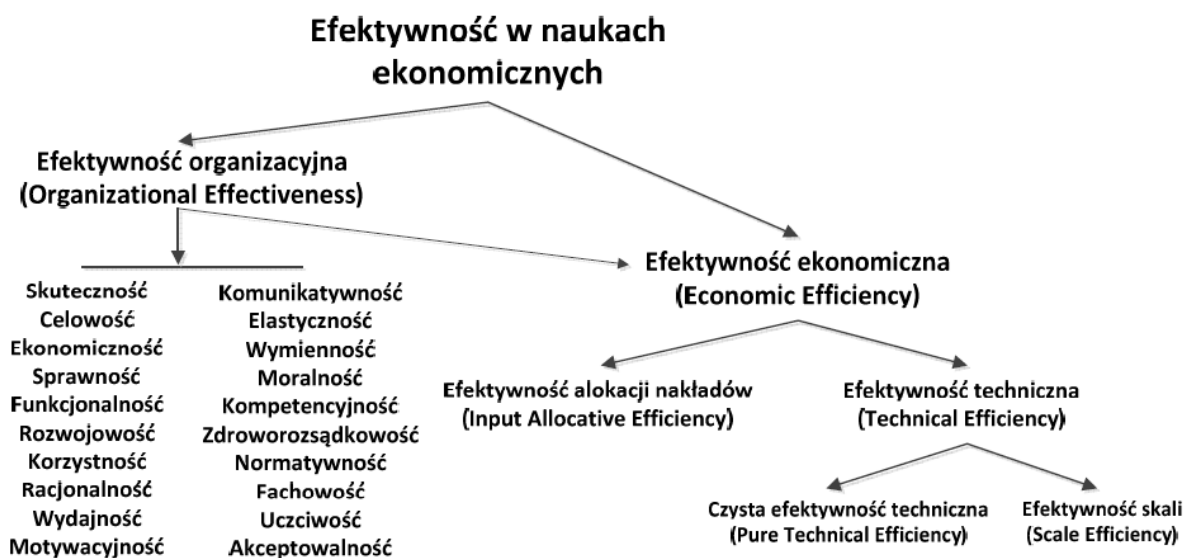 Efektywność w naukach
ekonomicznych
Efektywność organizacyjna
(Organizational Effectiveness)
Skuteczność
Celowość
Ekonomiczność
Sprawność
Funkcjonalność
Rozwojowość
Korzystność
Racjonalność
Wydajność
Motywacyjność
Komunikatywność
Elastyczność
Wymienność
Moralność
Kompetencyjność
Zdroworozsądkowość
Normatywność
Fachowość
Uczciwość
Akceptowalność
Efektywność ekonomiczna
(Economic Efficiency)
Efektywność alokacji nakładów
(Input Allocative Efficiency)
Efektywność techniczna
(Technical Efficiency)
Czysta efektywność techniczna
(Pure Technical Efficiency)
Efektywność skali
(Scale Efficiency)